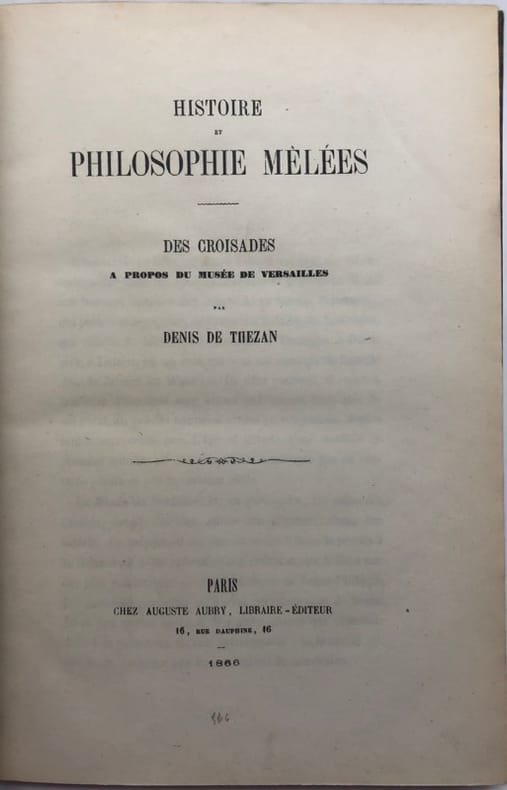 HISTOIRE
ET
PHILOSOPHIE MÈLÉES
DES CROISADES
A PROPOS DU MUSÉE DE VERSAILLES
PAR
DENIS DE THEZAN
PARIS
CHEZ AUGUSTE AUBRY, LIBRAIRE-ÉDITEUR
16, RUE DAUPHINE, 16
1866